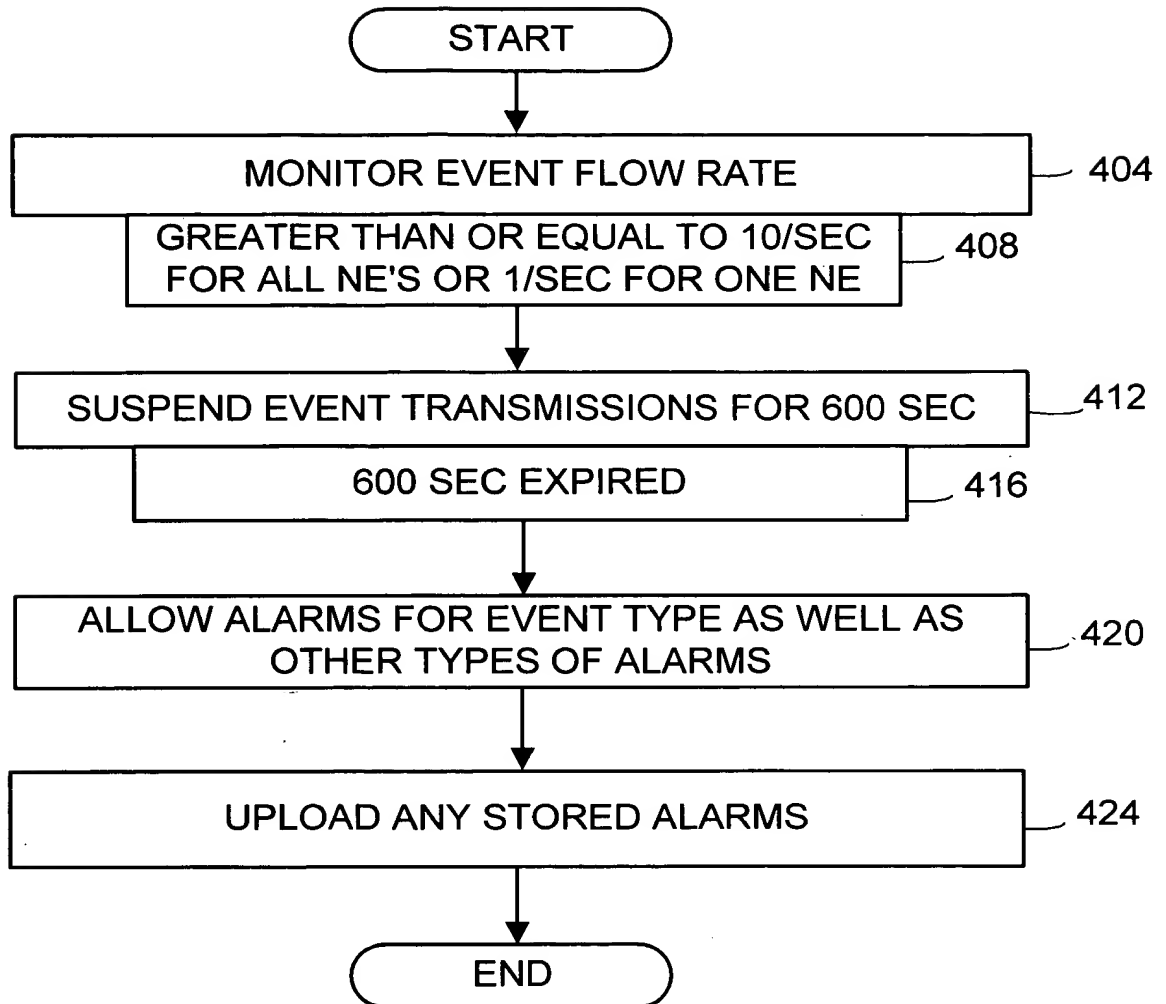 START
MONITOR EVENT FLOW RATE
404
GREATER THAN OR EQUAL TO 10/SEC
FOR ALL NE'S OR 1/SEC FOR ONE NE
408
SUSPEND EVENT TRANSMISSIONS FOR 600 SEC
412
600 SEC EXPIRED
416
ALLOW ALARMS FOR EVENT TYPE AS WELL AS
OTHER TYPES OF ALARMS
420
UPLOAD ANY STORED ALARMS
424
END